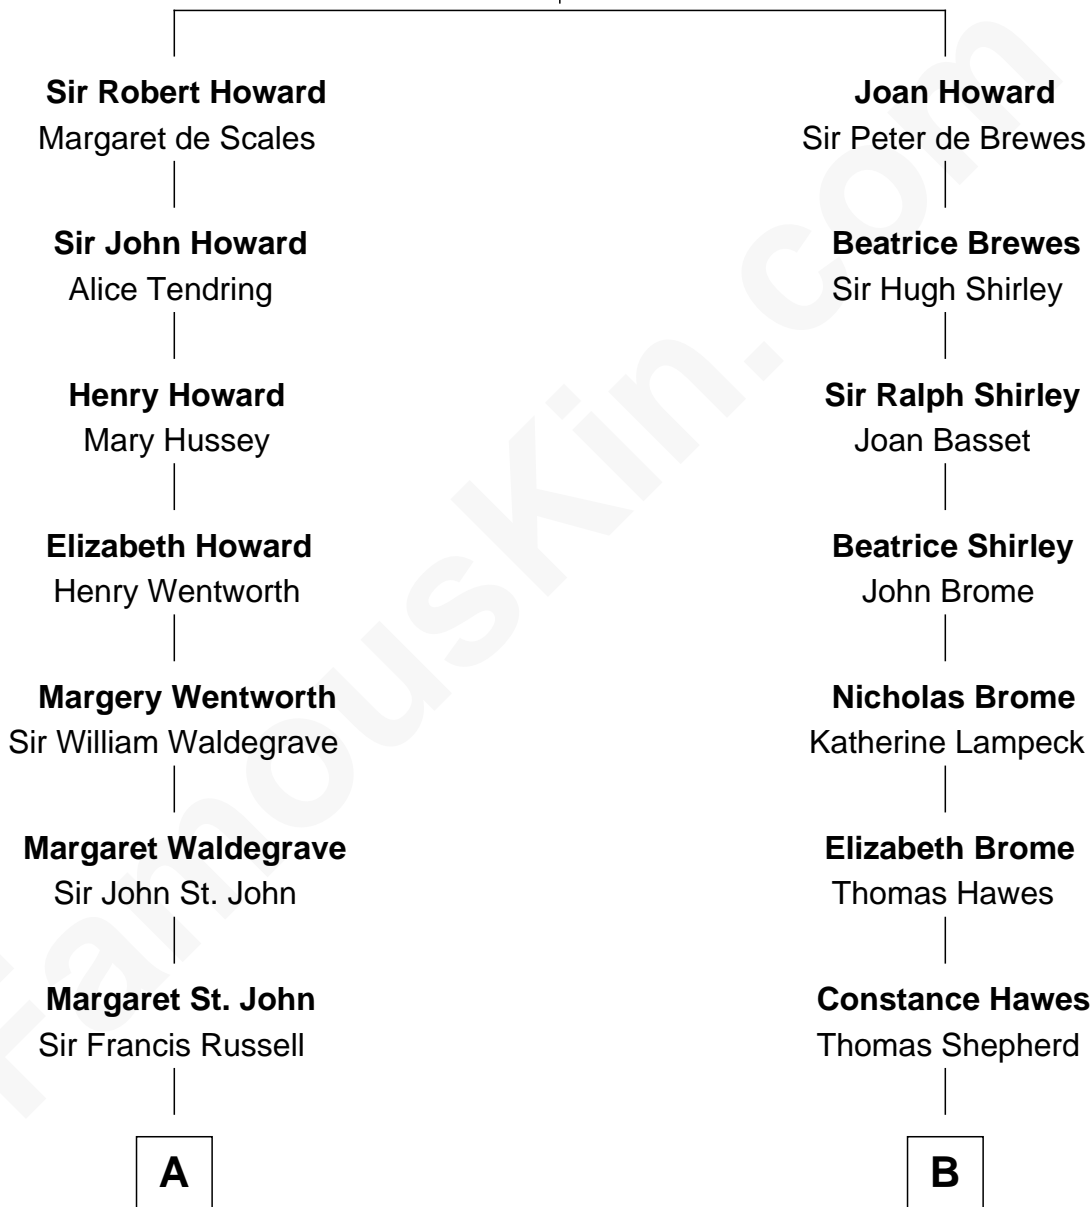 Sir Robert Howard
Margaret de Scales
Sir John Howard
Alice Tendring
Henry Howard
Mary Hussey
Elizabeth Howard
Henry Wentworth
Margery Wentworth
Sir William Waldegrave
Margaret Waldegrave
Sir John St. John
Margaret St. John
Sir Francis Russell
A
Joan Howard
Sir Peter de Brewes
Beatrice Brewes
Sir Hugh Shirley
Sir Ralph Shirley
Joan Basset
Beatrice Shirley
John Brome
Nicholas Brome
Katherine Lampeck
Elizabeth Brome
Thomas Hawes
Constance Hawes
Thomas Shepherd
B
FamousKin.com